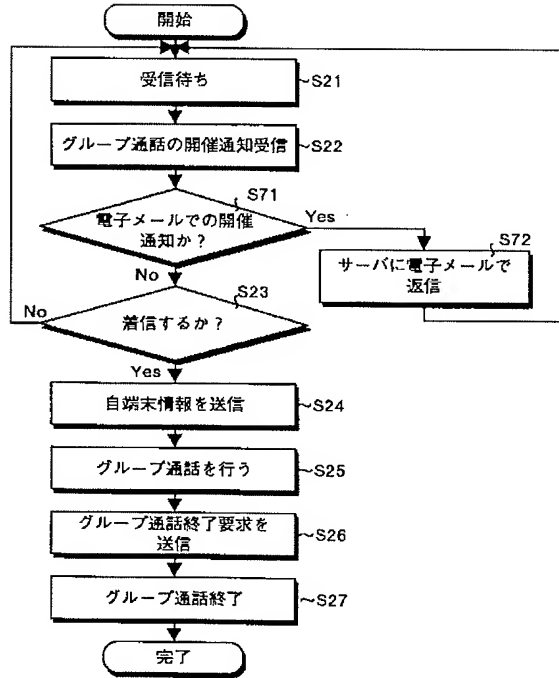 開始
受信待ち
~S21
グループ通話の開催通知受信
~S22
S71
電子メールでの開催
通知か?
Yes
No
S72
サーバに電子メールで
返信
S23
着信するか?
No
Yes
自端末情報を送信
~S24
グループ通話を行う
~S25
グループ通話終了要求を
送信
~S26
グループ通話終了
~S27
完了